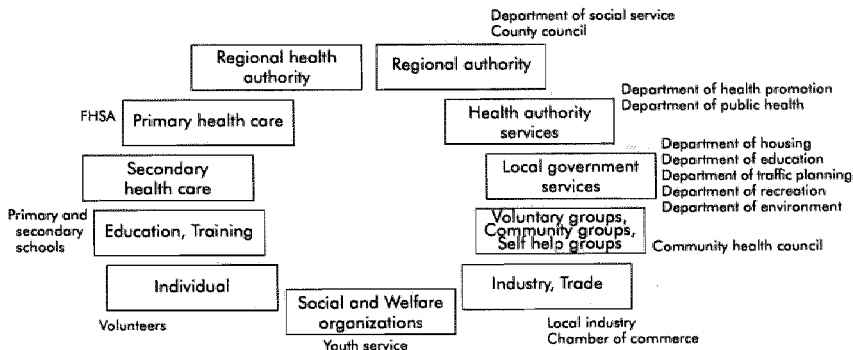 Department of social service
County council
Regional health
authority
Regional authority
Department of health promotion
Department of public health
FHSA
Primary health care
Health authority
services
Department of housing
Department of education
Department of traffic planning
Department of recreation
Department of environment
Secondary
health care
Local government
services
Primary and
secondary
schools
Education, Training
Voluntary groups,
Community groups,
Self help groups
Community health council
Individual
Industry, Trade
Volunteers
Social and Welfare
organizations
Local industry
Chamber of commerce
Youth service